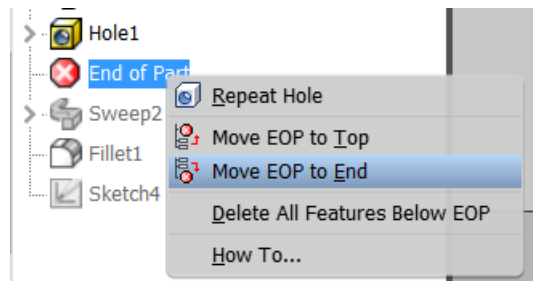 Hole1
End of Part
Repeat Hole
Sweep2
Move EOP to Top
Fillet1
Move EOP to End
Sketch4
Delete All Features Below EOP
How To...